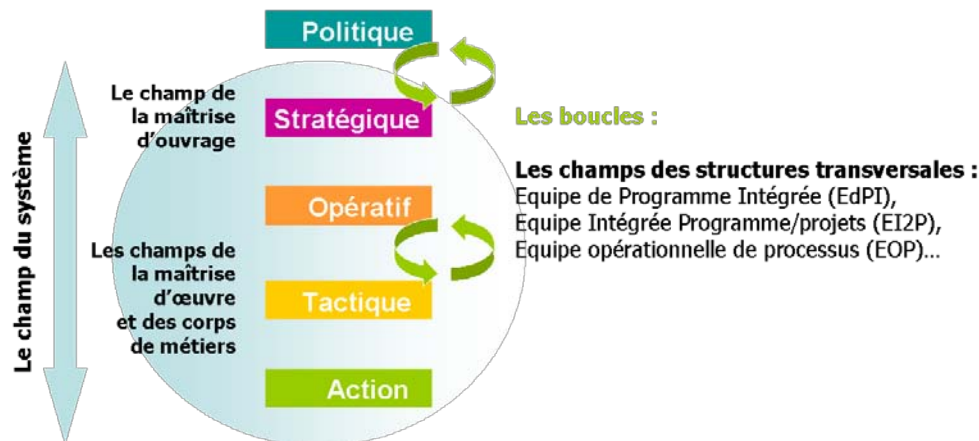 Politique
Le champ de
la maîtrise
d'ouvrage
Stratégique
Les boucles :
Les champs des structures transversales :
Equipe de Programme Intégrée (EdPI),
Equipe Intégrée Programme/projets (EI2P),
Equipe opérationnelle de processus (EOP)...
Opératif
Le champ du système
Les champs de
la maîtrise
d'œuvre
et des corps
de métiers
Tactique
Action